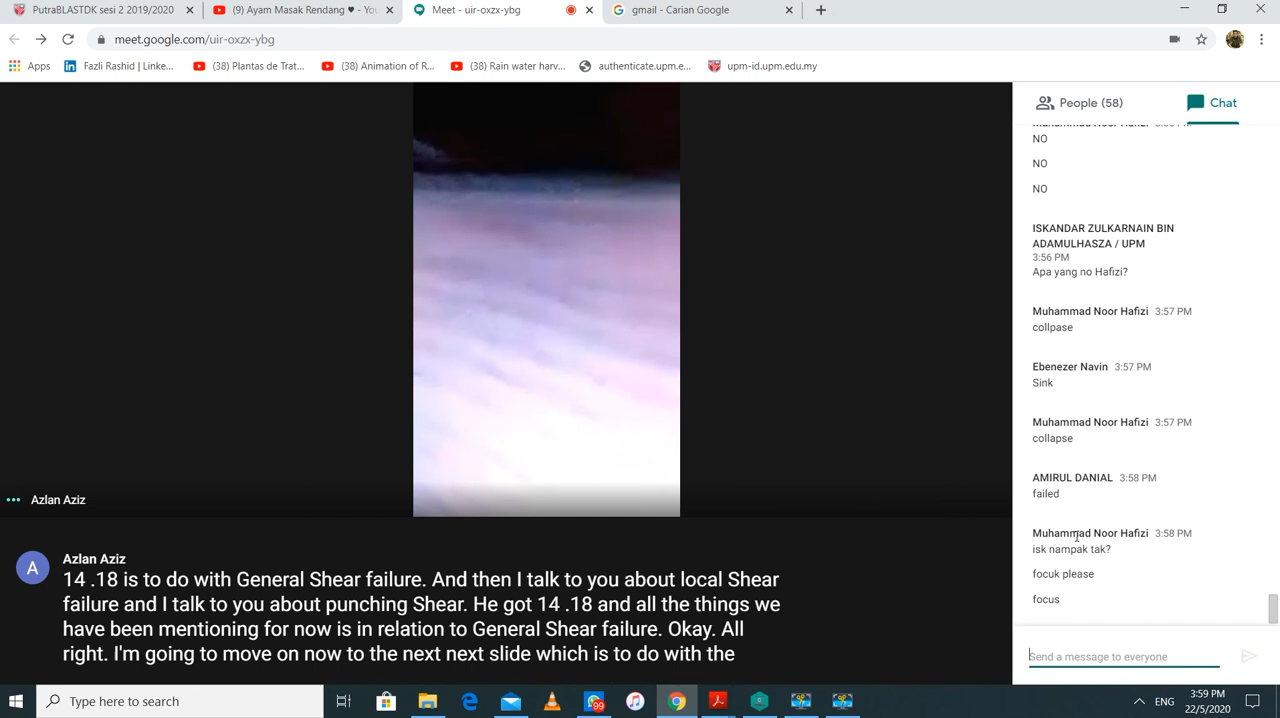 PutraBLASTDK sesi 2 2019/2020
(9) Ayam Masak Rendang ♥ - You
Meet - uir-oxzx-ybg
gmail - Carian Google
meet.google.com/uir-oxzx-ybg
Apps
Fazli Rashid | Linke...
(38) Plantas de Trat...
(38) Animation of R...
(38) Rain water harv...
authenticate.upm.e...
upm-id.upm.edu.my
People (58)
Chat
Muhammad Noor Hafizi
NO
NO
NO
ISKANDAR ZULKARNAIN BIN
ADAMULHASZA / UPM
3:56 PM
Apa yang no Hafizi?
Muhammad Noor Hafizi 3:57 PM
collpase
Ebenezer Navin 3:57 PM
Sink
Muhammad Noor Hafizi 3:57 PM
collapse
AMIRUL DANIAL 3:58 PM
failed
Muhammad Noor Hafizi 3:58 PM
isk nampak tak?
focuk please
focus
Send a message to everyone
Azlan Aziz
A
Azlan Aziz
14 .18 is to do with General Shear failure. And then I talk to you about local Shear
failure and I talk to you about punching Shear. He got 14 .18 and all the things we
have been mentioning for now is in relation to General Shear failure. Okay. All
right. I'm going to move on now to the next next slide which is to do with the
Type here to search
99
ENG
3:59 PM
22/5/2020